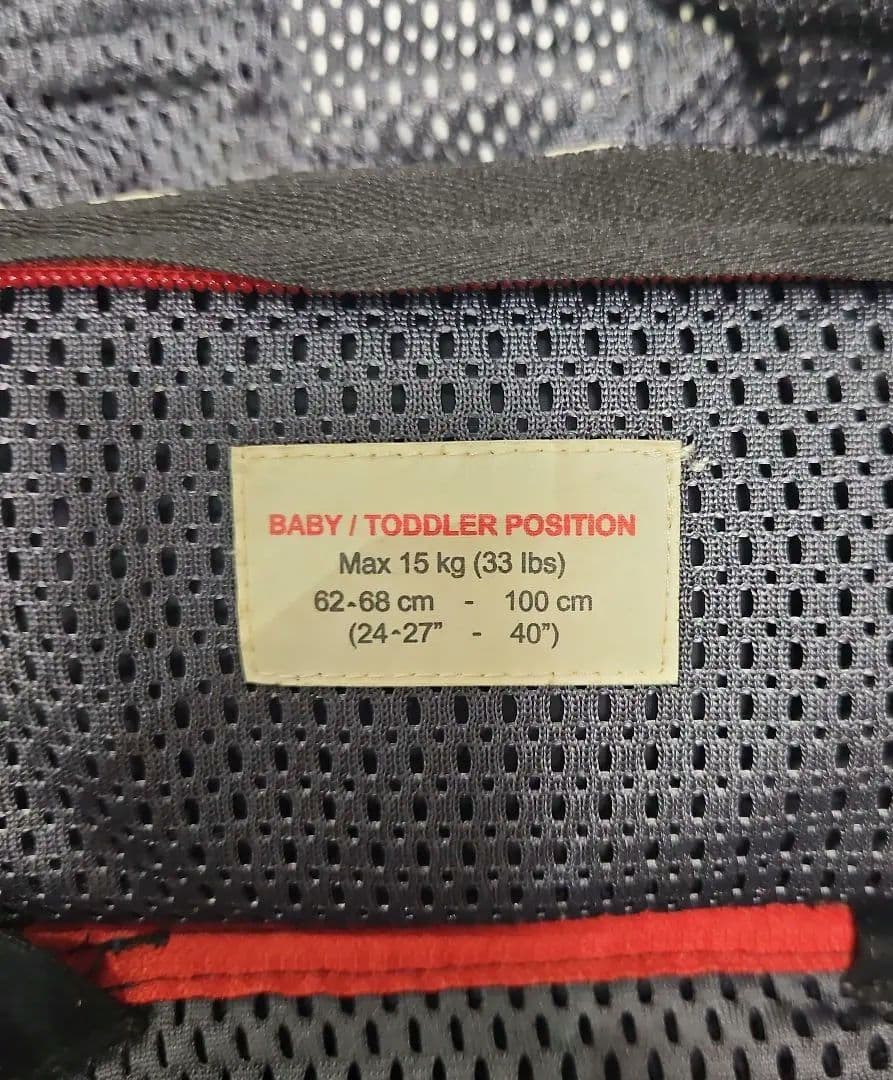 BABY / TODDLER POSITION
Max 15 kg (33 lbs)
62-68 cm - 100 cm
(24-27” - 40”)